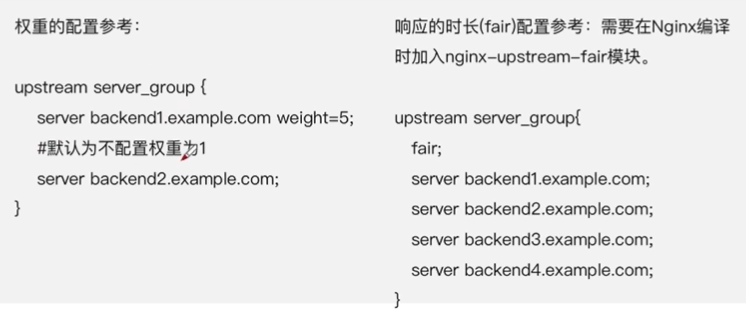 权重的配置参考：
upstream server_group {
server backend1.example.com weight=5;
#默认为不配置权重为1
server backend2.example.com;
}
响应的时长(fair)配置参考：需要在Nginx编译
时加入nginx-upstream-fair模块。
upstream server_group{
fair;
server backend1.example.com;
server backend2.example.com;
server backend3.example.com;
server backend4.example.com;
}